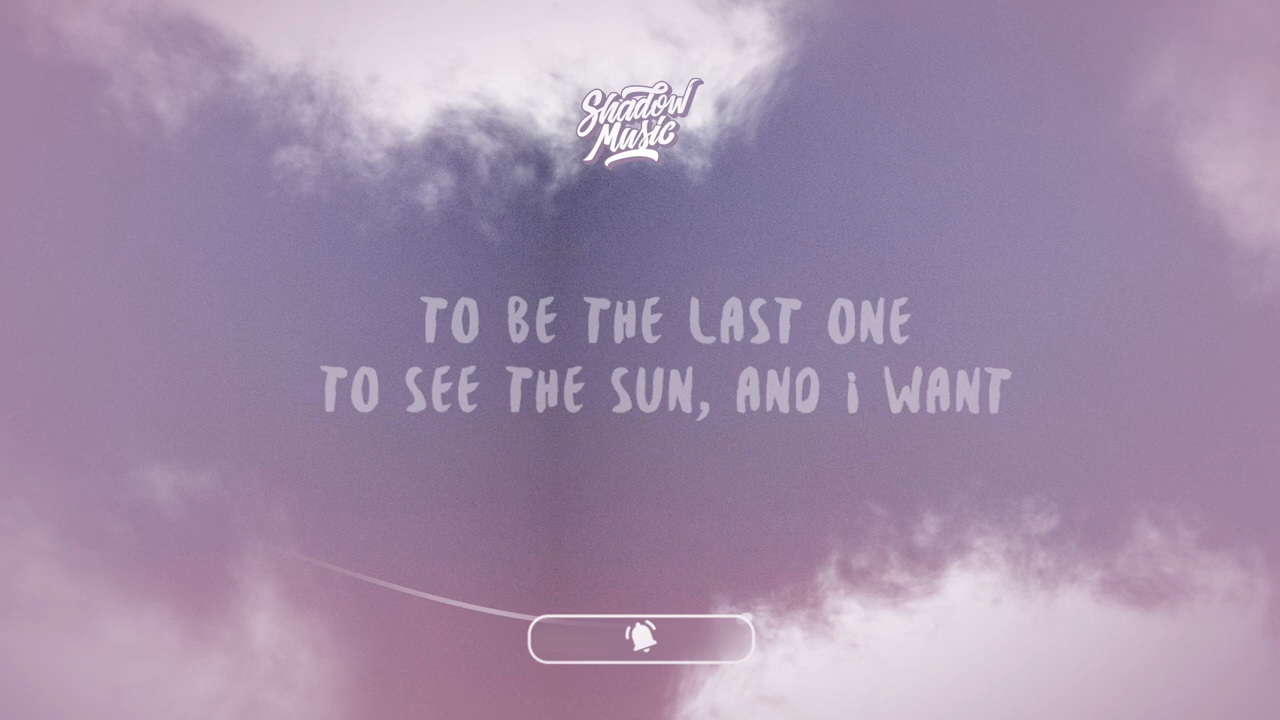 Shadow
Music
TO BE THE LAST ONE
TO SEE THE SUN, AND i WANT